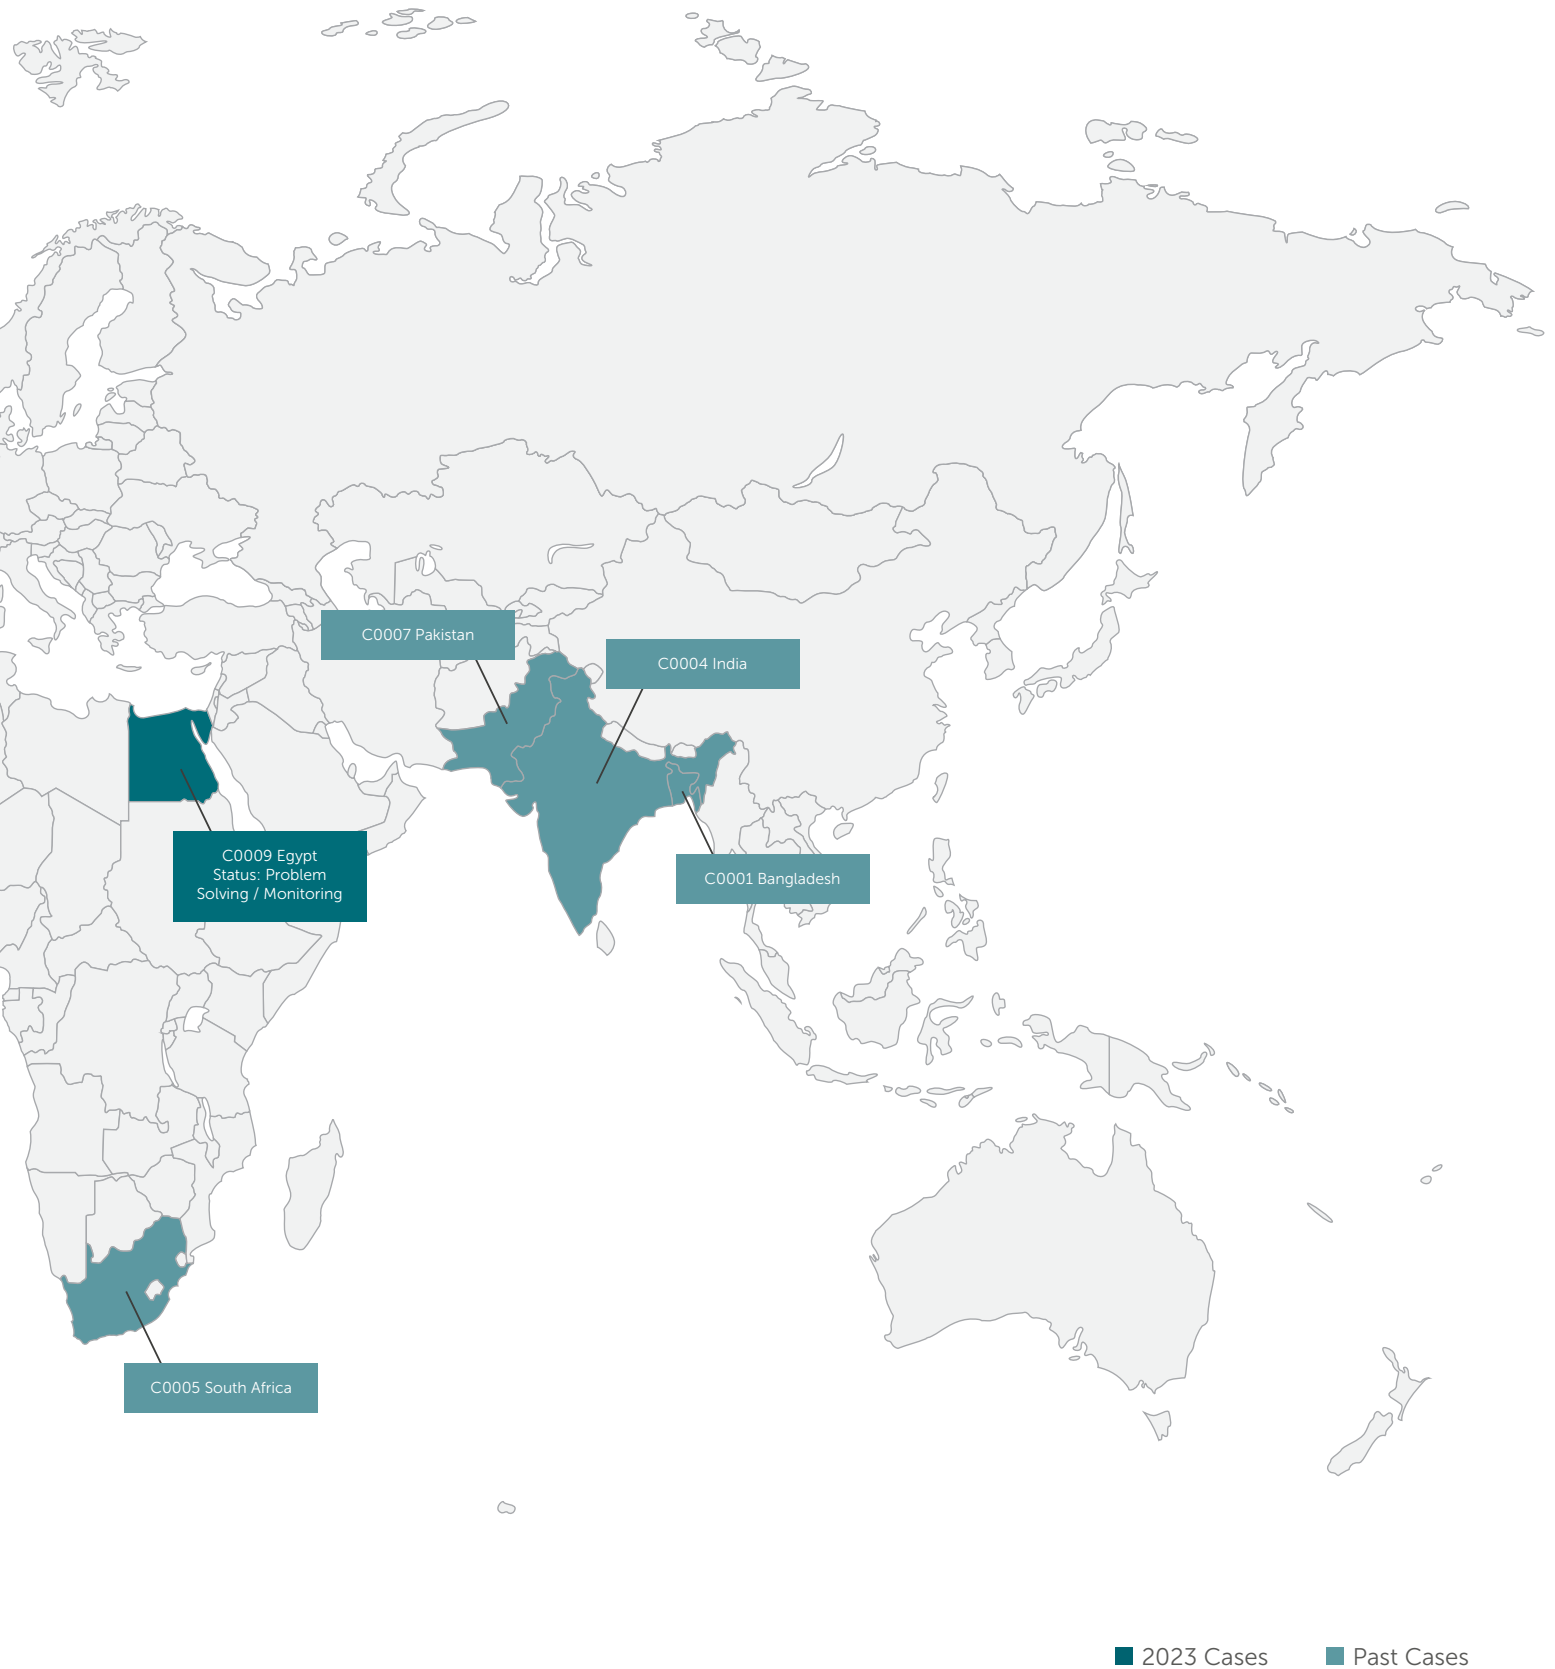 C0007 Pakistan
C0004 India
C0009 Egypt
Status: Problem
Solving / Monitoring
C0001 Bangladesh
C0005 South Africa
2023 Cases
Past Cases